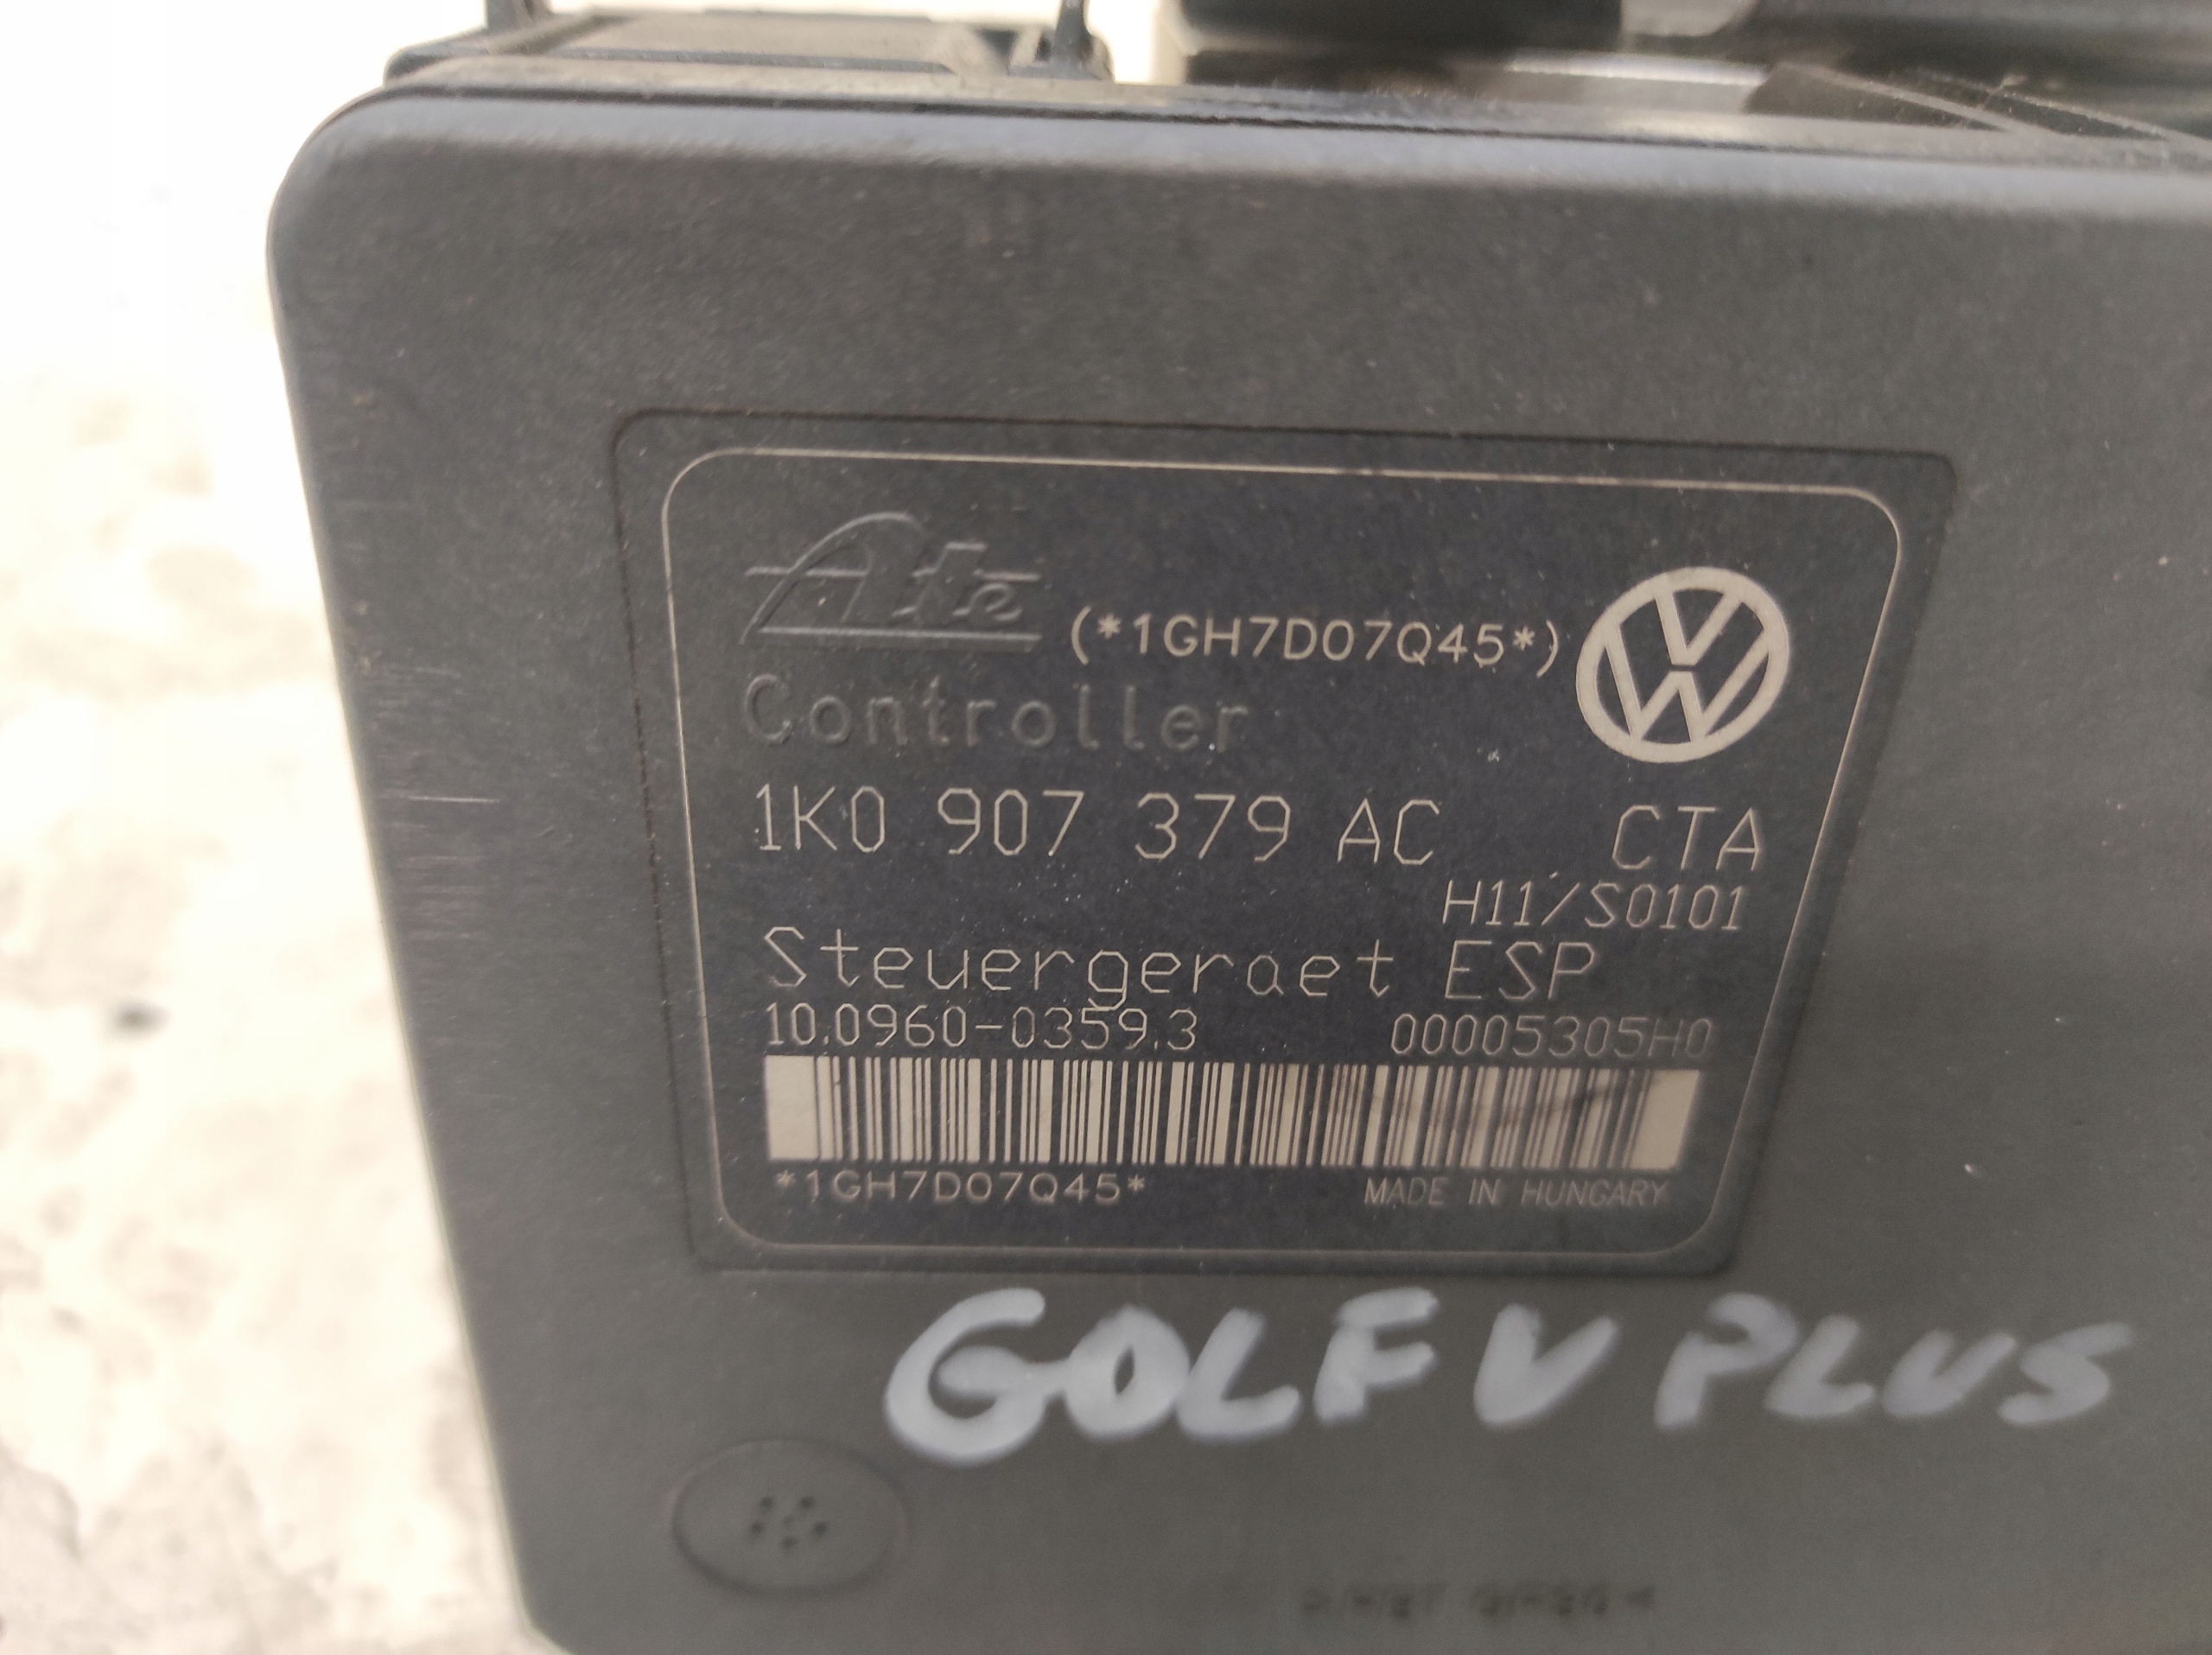 Ate (*1GH7D07Q45*)
Controller
1K0 907 379 AC CTA
H11/S0101
Steuergeraet ESP
10.0960-0359.3 00005305H0
*1GH7D07Q45* MADE IN HUNGARY
GOLF V PLUS